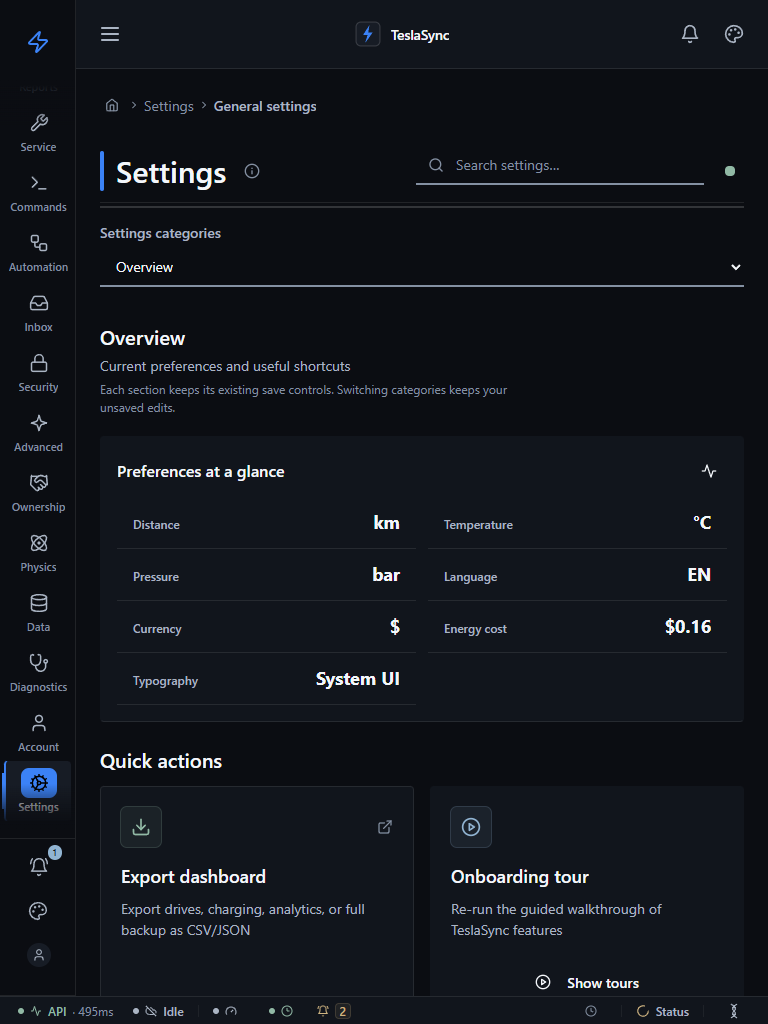 TeslaSync
Service
Commands
Automation
Inbox
Security
Advanced
Ownership
Physics
Data
Diagnostics
Account
Settings
1
Settings > General settings
Settings
Search settings...
Settings categories
Overview
Overview
Current preferences and useful shortcuts
Each section keeps its existing save controls. Switching categories keeps your
unsaved edits.
Preferences at a glance
Distance km
Temperature °C
Pressure bar
Language EN
Currency $
Energy cost $0.16
Typography System UI
Quick actions
Export dashboard
Export drives, charging, analytics, or full
backup as CSV/JSON
Onboarding tour
Re-run the guided walkthrough of
TeslaSync features
Show tours
API · 495ms Idle 2 Status